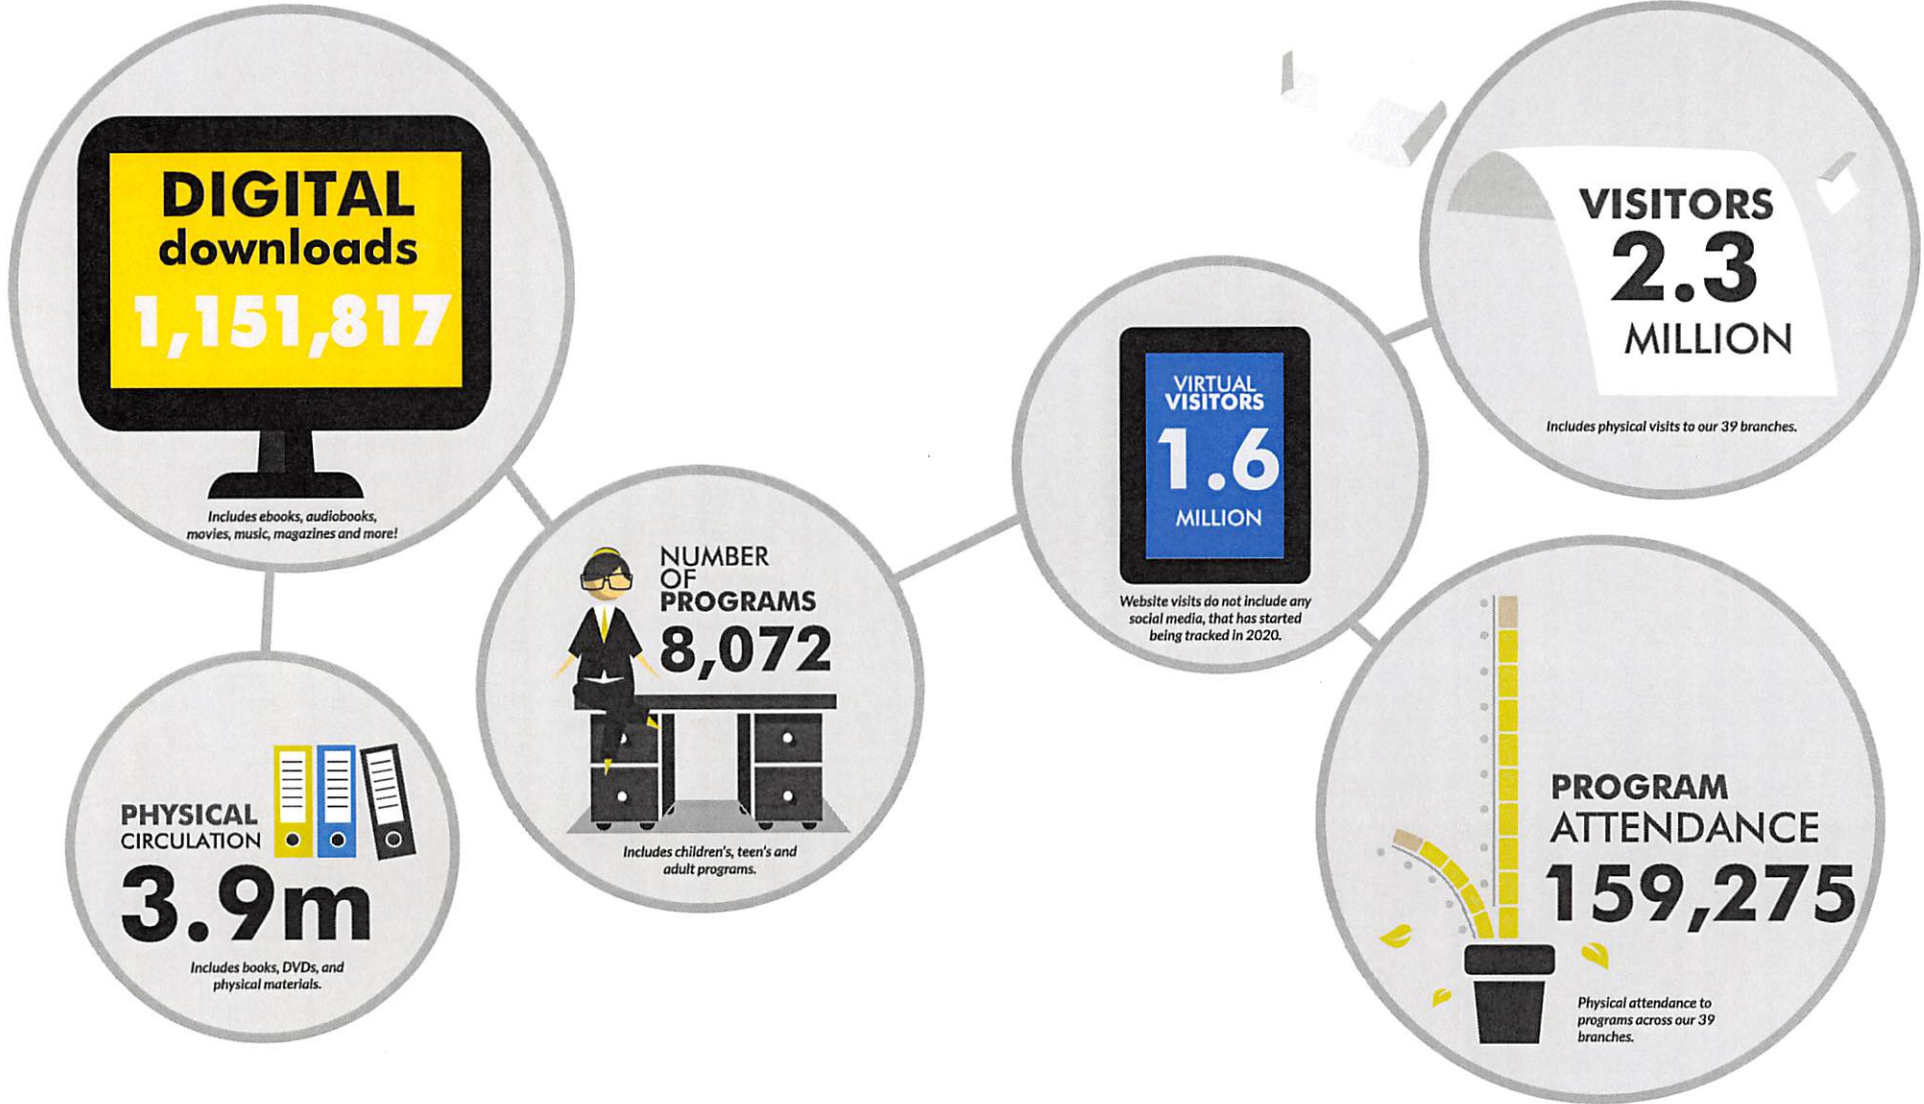 DIGITAL
downloads
1,151,817
Includes ebooks, audiobooks,
movies, music, magazines and more!
PHYSICAL
CIRCULATION
3.9m
Includes books, DVDs, and
physical materials.
NUMBER
OF
PROGRAMS
8,072
Includes children's, teen's and
adult programs.
VIRTUAL
VISITORS
1.6
MILLION
Website visits do not include any
social media, that has started
being tracked in 2020.
VISITORS
2.3
MILLION
Includes physical visits to our 39 branches.
PROGRAM
ATTENDANCE
159,275
Physical attendance to
programs across our 39
branches.